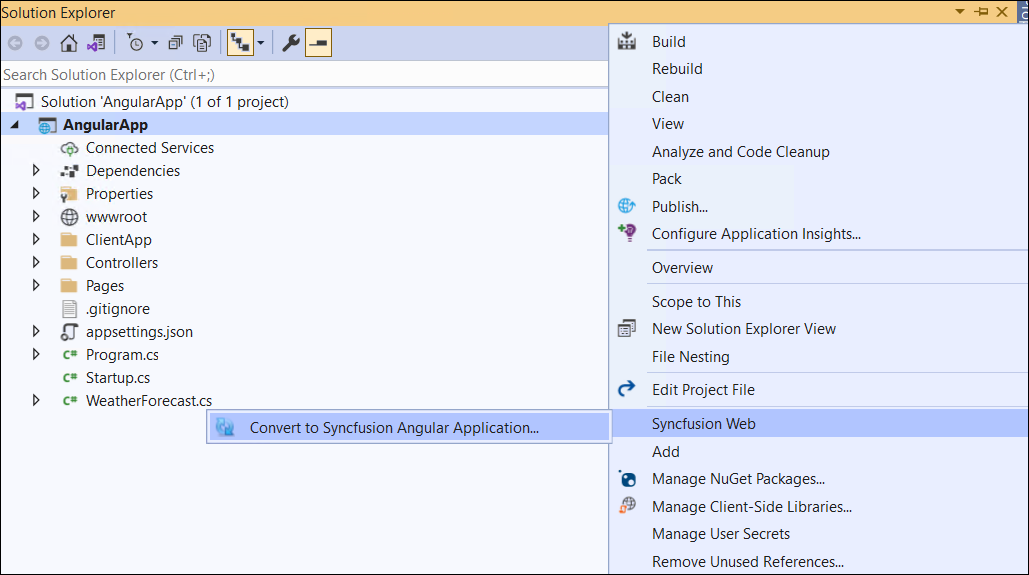 Solution Explorer
Search Solution Explorer (Ctrl+;)
Solution 'AngularApp' (1 of 1 project)
AngularApp
Connected Services
Dependencies
Properties
wwwroot
ClientApp
Controllers
Pages
.gitignore
appsettings.json
C# Program.cs
C# Startup.cs
C# WeatherForecast.cs
Convert to Syncfusion Angular Application...
Build
Rebuild
Clean
View
Analyze and Code Cleanup
Pack
Publish...
Configure Application Insights...
Overview
Scope to This
New Solution Explorer View
File Nesting
Edit Project File
Syncfusion Web
Add
Manage NuGet Packages...
Manage Client-Side Libraries...
Manage User Secrets
Remove Unused References...